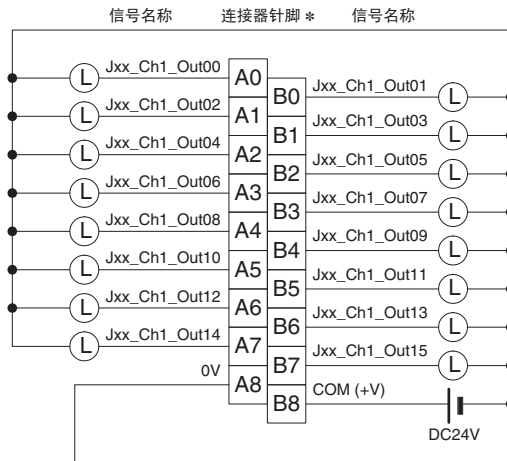 信号名称 连接器针脚 * 信号名称
Jxx_Ch1_Out00 A0
L
B0 Jxx_Ch1_Out01
L
Jxx_Ch1_Out02 A1
L
B1 Jxx_Ch1_Out03
L
Jxx_Ch1_Out04 A2
L
B2 Jxx_Ch1_Out05
L
Jxx_Ch1_Out06 A3
L
B3 Jxx_Ch1_Out07
L
Jxx_Ch1_Out08 A4
L
B4 Jxx_Ch1_Out09
L
Jxx_Ch1_Out10 A5
L
B5 Jxx_Ch1_Out11
L
Jxx_Ch1_Out12 A6
L
B6 Jxx_Ch1_Out13
L
Jxx_Ch1_Out14 A7
L
B7 Jxx_Ch1_Out15
L
0V A8
B8 COM (+V)
DC24V